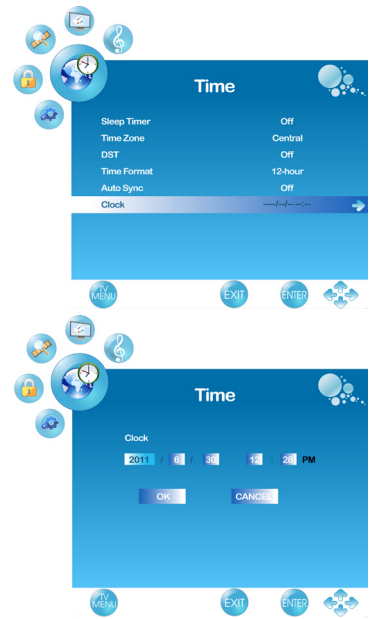 Time
Sleep Timer Off
Time Zone Central
DST Off
Time Format 12-hour
Auto Sync Off
Clock ----/--/-- --:--
TV MENU EXIT ENTER
Time
Clock
2011 / 6 / 30 12 : 28 PM
OK CANCEL
TV MENU EXIT ENTER